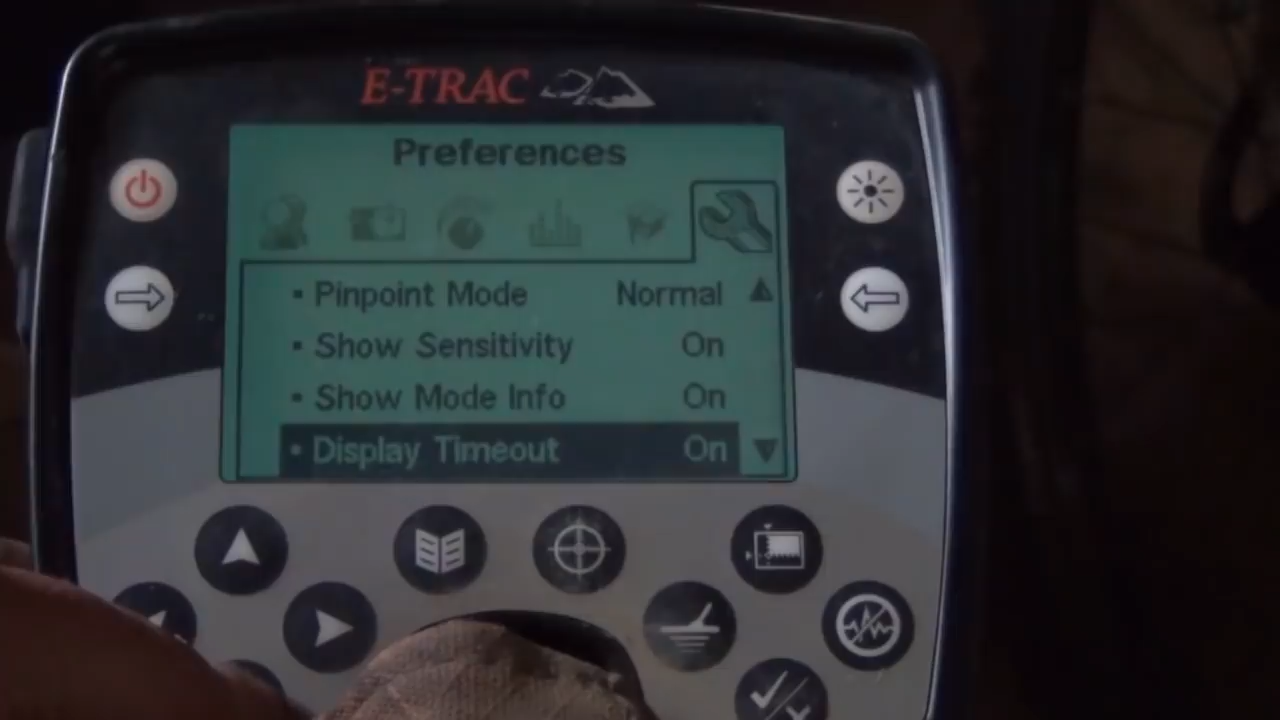 E-TRAC
Preferences
Pinpoint Mode Normal
Show Sensitivity On
Show Mode Info On
Display Timeout On